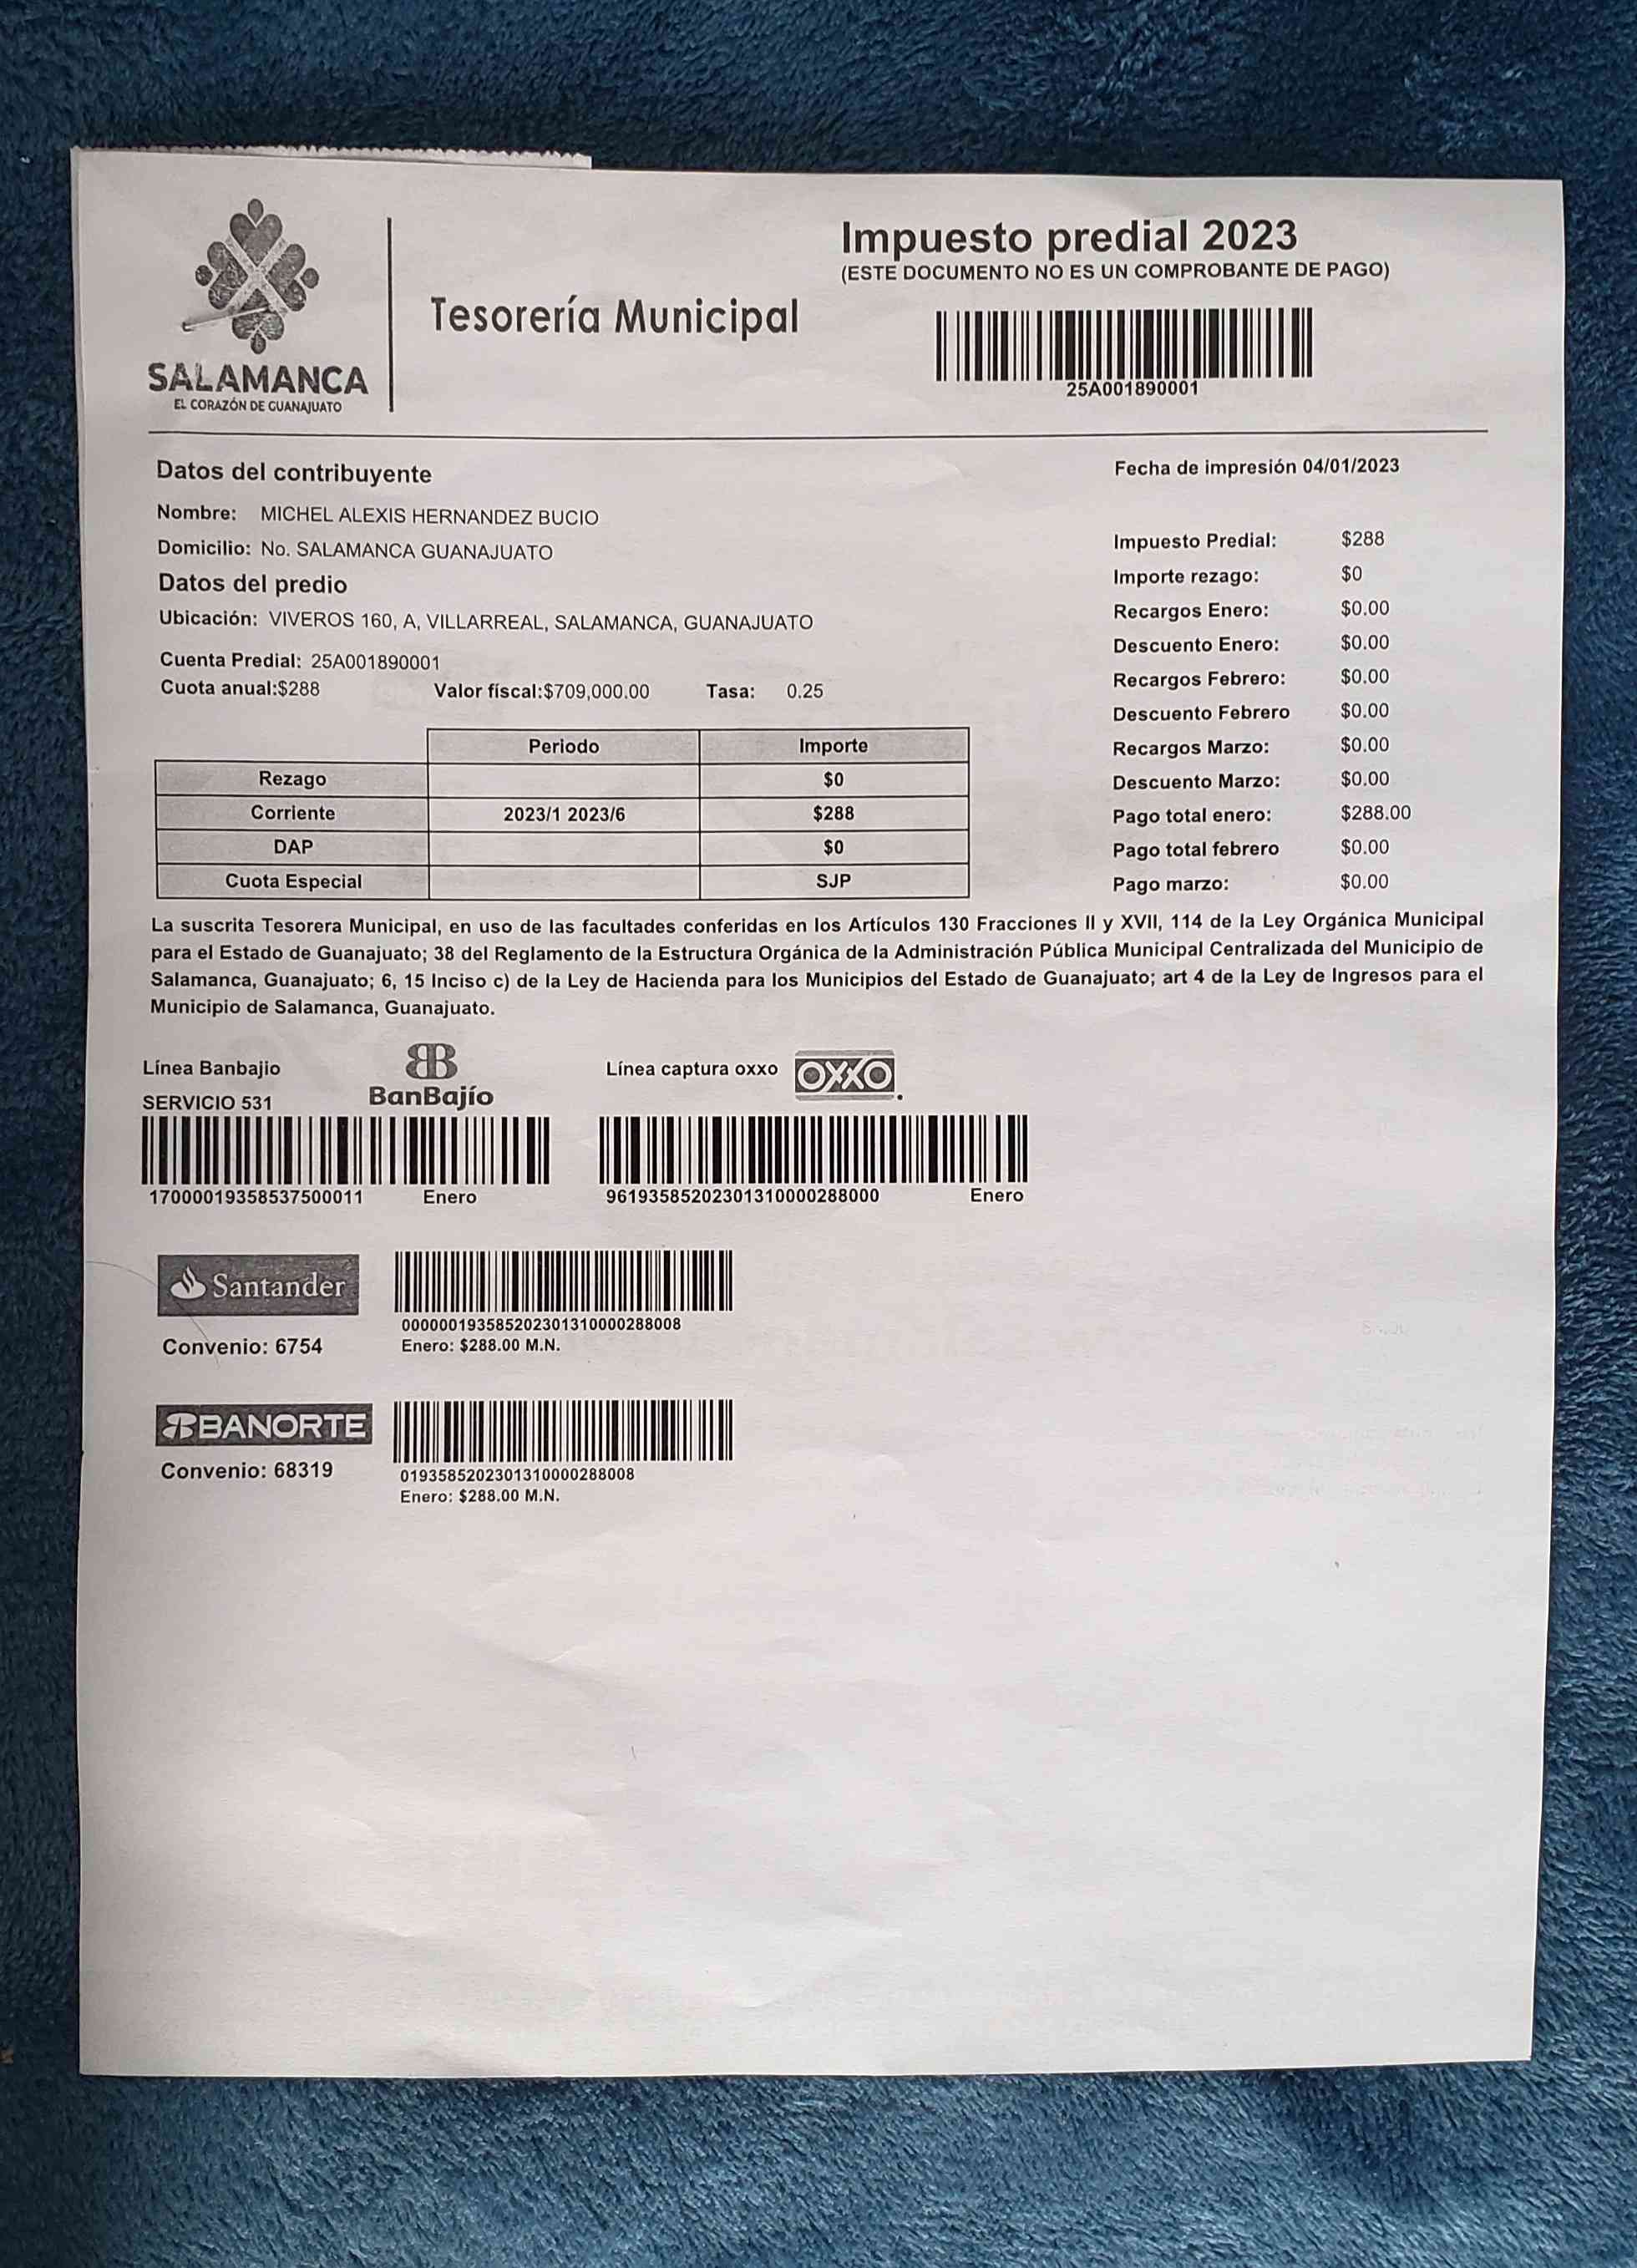 Impuesto predial 2023
(ESTE DOCUMENTO NO ES UN COMPROBANTE DE PAGO)
Tesorería Municipal
SALAMANCA
EL CORAZÓN DE GUANAJUATO
25A001890001
Datos del contribuyente
Nombre: MICHEL ALEXIS HERNANDEZ BUCIO
Domicilio: No. SALAMANCA GUANAJUATO
Datos del predio
Ubicación: VIVEROS 160, A, VILLARREAL, SALAMANCA, GUANAJUATO
Cuenta Predial: 25A001890001
Cuota anual:$288 Valor físcal:$709,000.00 Tasa: 0.25
Periodo Importe
Rezago $0
Corriente 2023/1 2023/6 $288
DAP $0
Cuota Especial SJP
Fecha de impresión 04/01/2023
Impuesto Predial: $288
Importe rezago: $0
Recargos Enero: $0.00
Descuento Enero: $0.00
Recargos Febrero: $0.00
Descuento Febrero $0.00
Recargos Marzo: $0.00
Descuento Marzo: $0.00
Pago total enero: $288.00
Pago total febrero $0.00
Pago marzo: $0.00
La suscrita Tesorera Municipal, en uso de las facultades conferidas en los Artículos 130 Fracciones II y XVII, 114 de la Ley Orgánica Municipal
para el Estado de Guanajuato; 38 del Reglamento de la Estructura Orgánica de la Administración Pública Municipal Centralizada del Municipio de
Salamanca, Guanajuato; 6, 15 Inciso c) de la Ley de Hacienda para los Municipios del Estado de Guanajuato; art 4 de la Ley de Ingresos para el
Municipio de Salamanca, Guanajuato.
Línea Banbajio
SERVICIO 531
BanBajío
17000019358537500011 Enero
Línea captura oxxo OXXO
96193585202301310000288000 Enero
Santander
Convenio: 6754
000000193585202301310000288008
Enero: $288.00 M.N.
BANORTE
Convenio: 68319
0193585202301310000288008
Enero: $288.00 M.N.